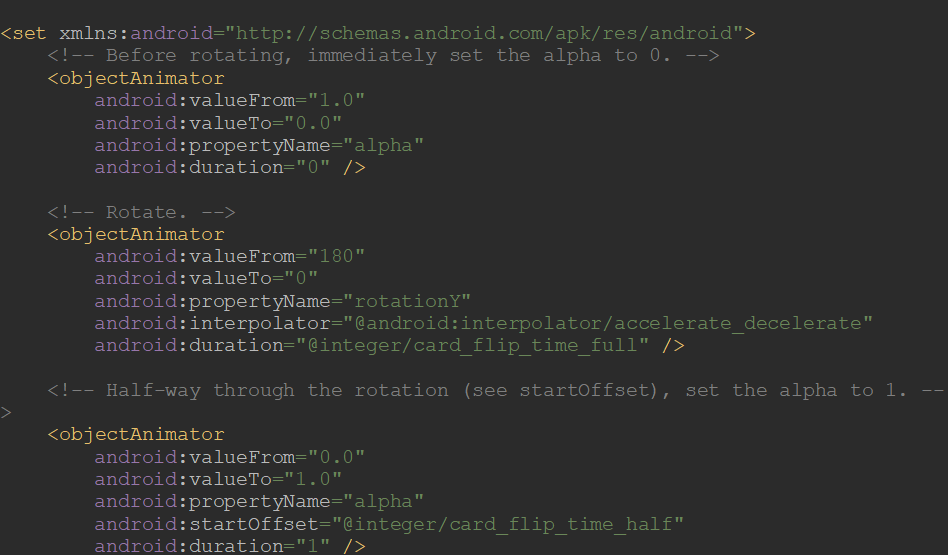 <set xmlns:android="http://schemas.android.com/apk/res/android">
    <!-- Before rotating, immediately set the alpha to 0. -->
    <objectAnimator
        android:valueFrom="1.0"
        android:valueTo="0.0"
        android:propertyName="alpha"
        android:duration="0" />

    <!-- Rotate. -->
    <objectAnimator
        android:valueFrom="180"
        android:valueTo="0"
        android:propertyName="rotationY"
        android:interpolator="@android:interpolator/accelerate_decelerate"
        android:duration="@integer/card_flip_time_full" />

    <!-- Half-way through the rotation (see startOffset), set the alpha to 1. --
>
    <objectAnimator
        android:valueFrom="0.0"
        android:valueTo="1.0"
        android:propertyName="alpha"
        android:startOffset="@integer/card_flip_time_half"
        android:duration="1" />